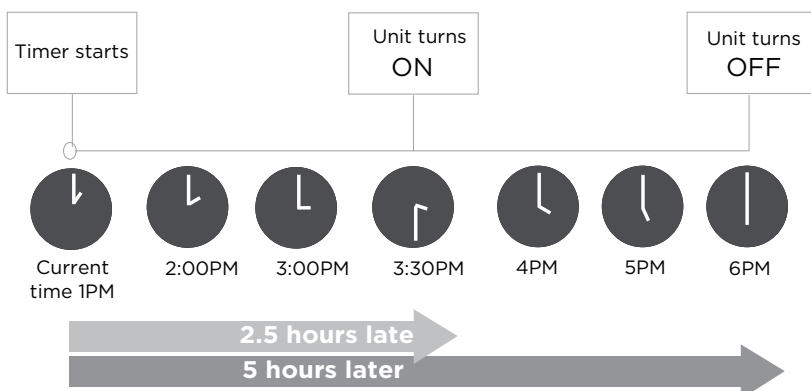 Timer starts
Unit turns
ON
Unit turns
OFF
Current
time 1PM
2:00PM
3:00PM
3:30PM
4PM
5PM
6PM
2.5 hours late
5 hours later